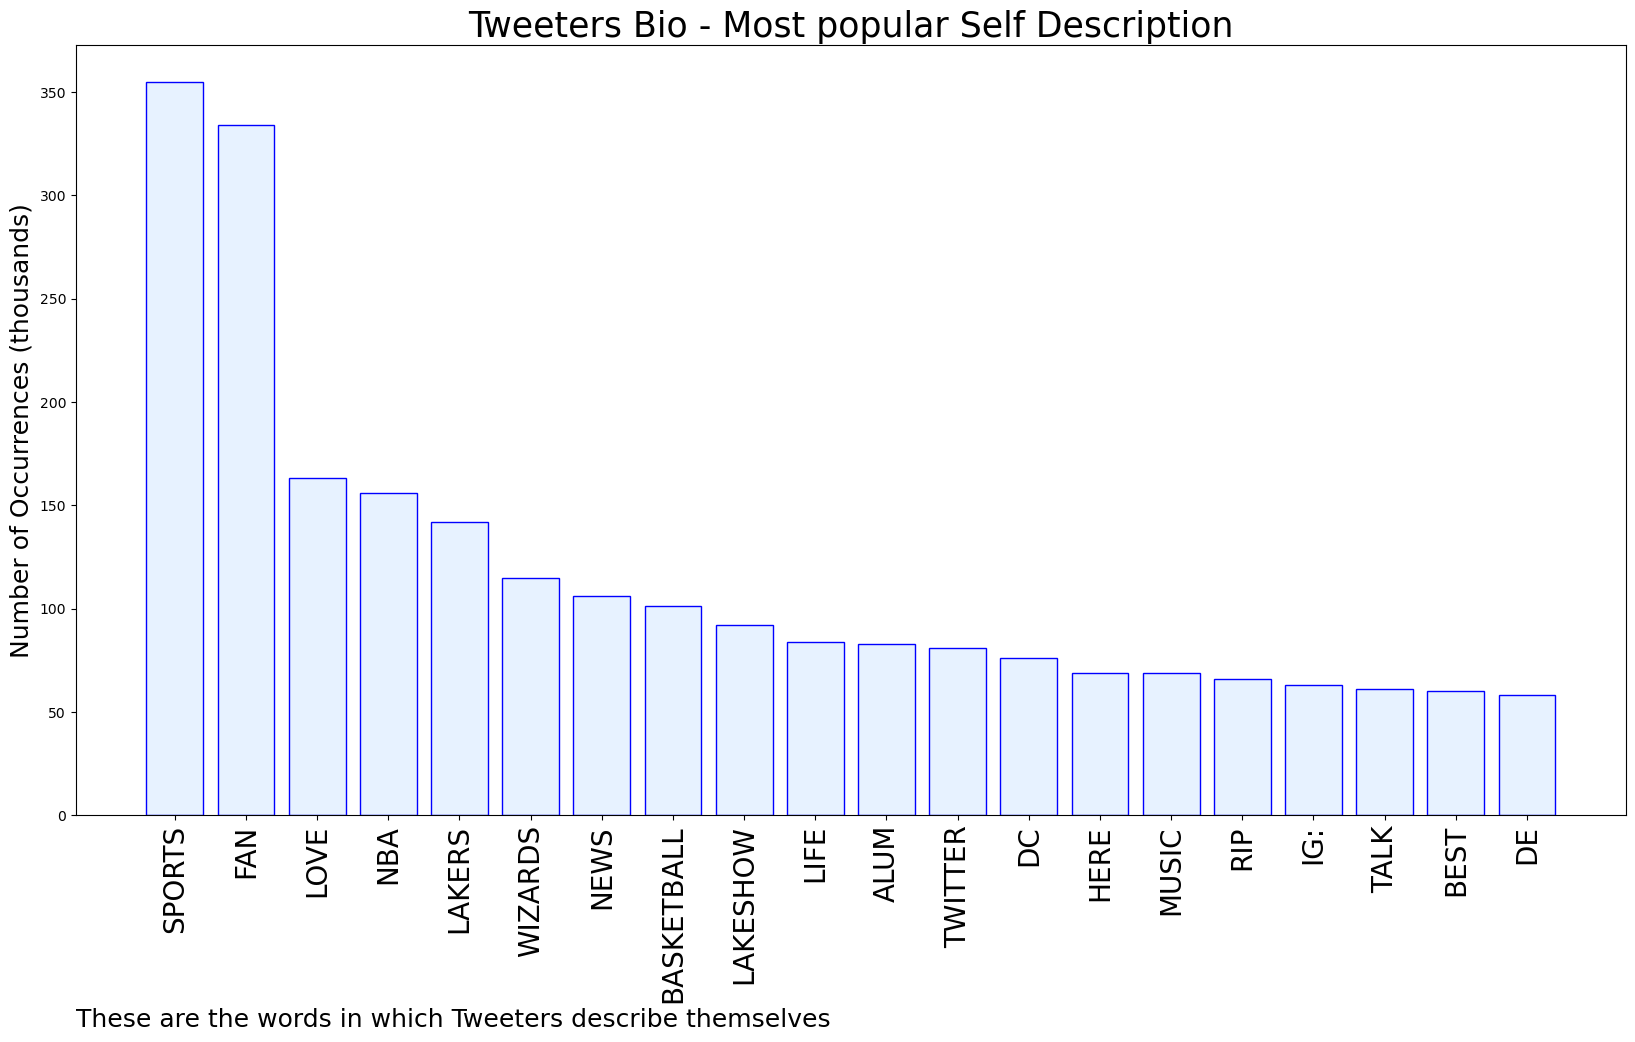 Tweeters Bio - Most popular Self Description
Number of Occurrences (thousands)
350
300
250
200
150
100
50
0
SPORTS
FAN
LOVE
NBA
LAKERS
WIZARDS
NEWS
BASKETBALL
LAKESHOW
LIFE
ALUM
TWITTER
DC
HERE
MUSIC
RIP
IG:
TALK
BEST
DE
These are the words in which Tweeters describe themselves